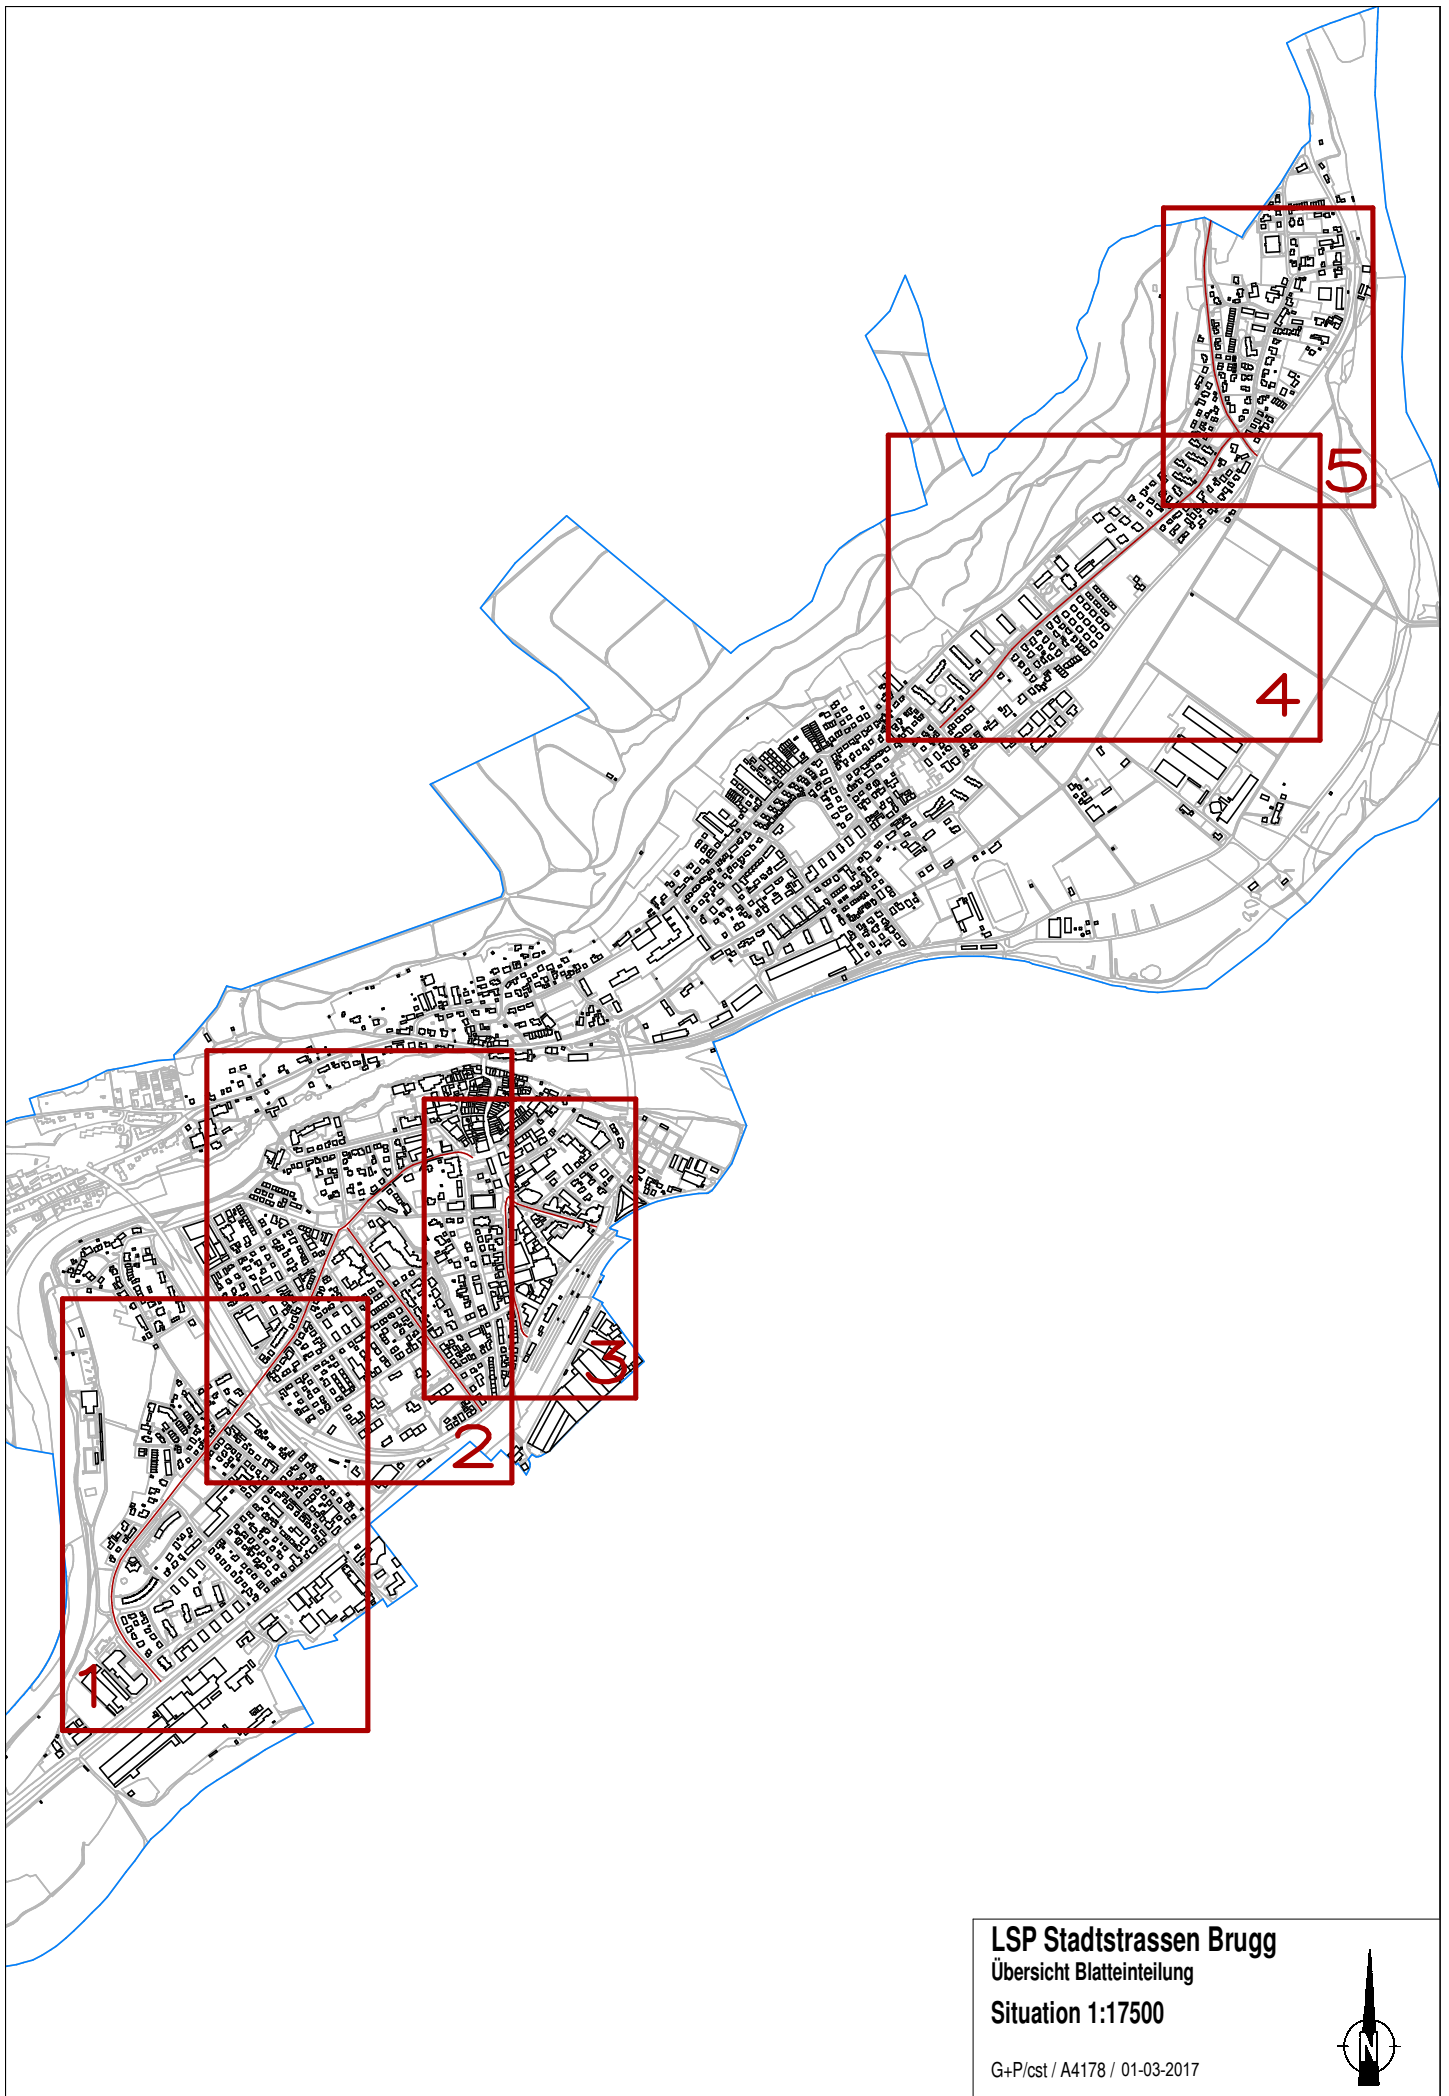 5
4
3
2
1
LSP Stadtstrassen Brugg
Übersicht Blatteinteilung
Situation 1:17500
N
G+P/cst / A4178 / 01-03-2017